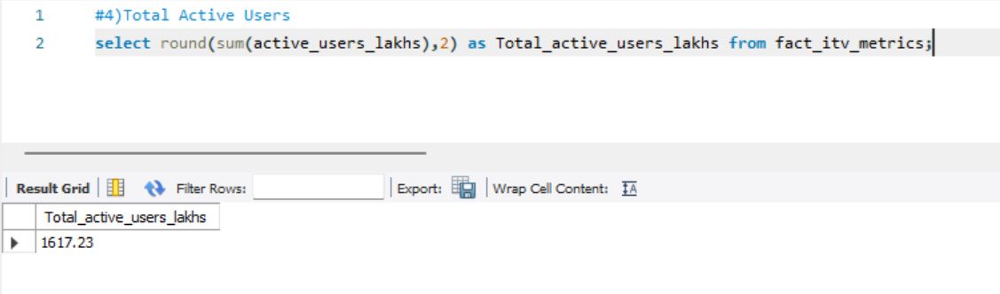 1 #4)Total Active Users
2 select round(sum(active_users_lakhs),2) as Total_active_users_lakhs from fact_itv_metrics;
Result Grid Filter Rows: Export: Wrap Cell Content: IA
Total_active_users_lakhs
1617.23